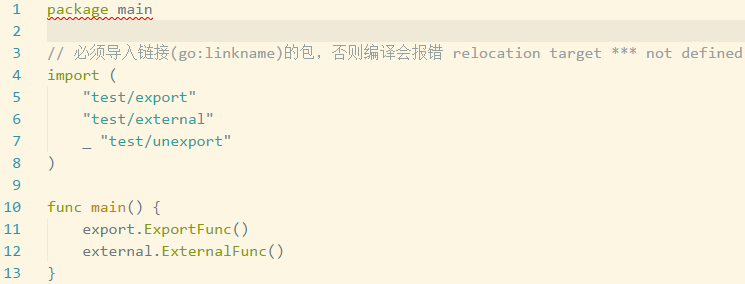 1 package main
2
3 // 必须导入链接(go:linkname)的包，否则编译会报错 relocation target *** not defined
4 import (
5     "test/export"
6     "test/external"
7     _ "test/unexport"
8 )
9
10 func main() {
11     export.ExportFunc()
12     external.ExternalFunc()
13 }